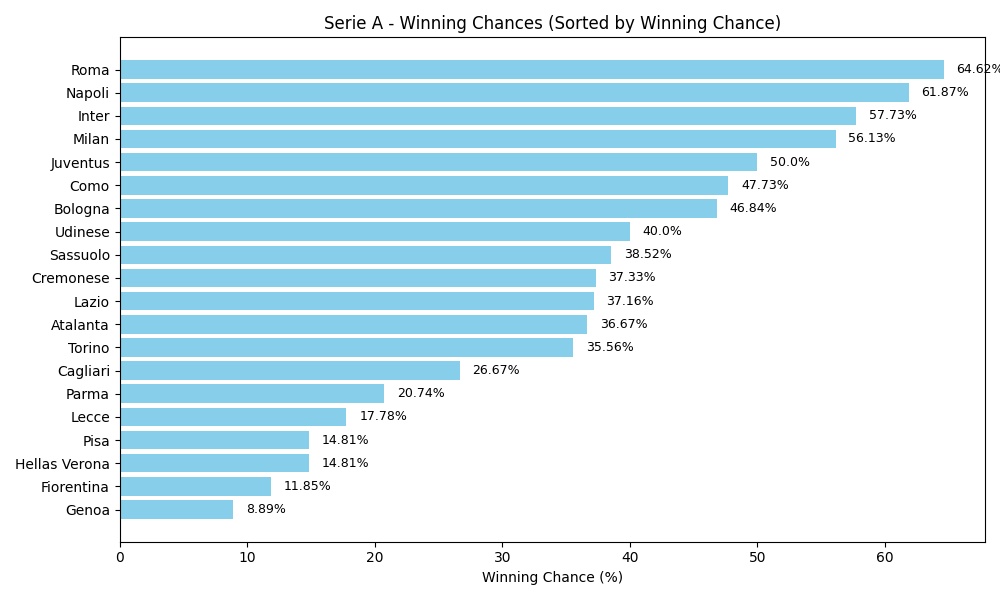 Serie A - Winning Chances (Sorted by Winning Chance)
Roma 64.62%
Napoli 61.87%
Inter 57.73%
Milan 56.13%
Juventus 50.0%
Como 47.73%
Bologna 46.84%
Udinese 40.0%
Sassuolo 38.52%
Cremonese 37.33%
Lazio 37.16%
Atalanta 36.67%
Torino 35.56%
Cagliari 26.67%
Parma 20.74%
Lecce 17.78%
Pisa 14.81%
Hellas Verona 14.81%
Fiorentina 11.85%
Genoa 8.89%
0 10 20 30 40 50 60
Winning Chance (%)